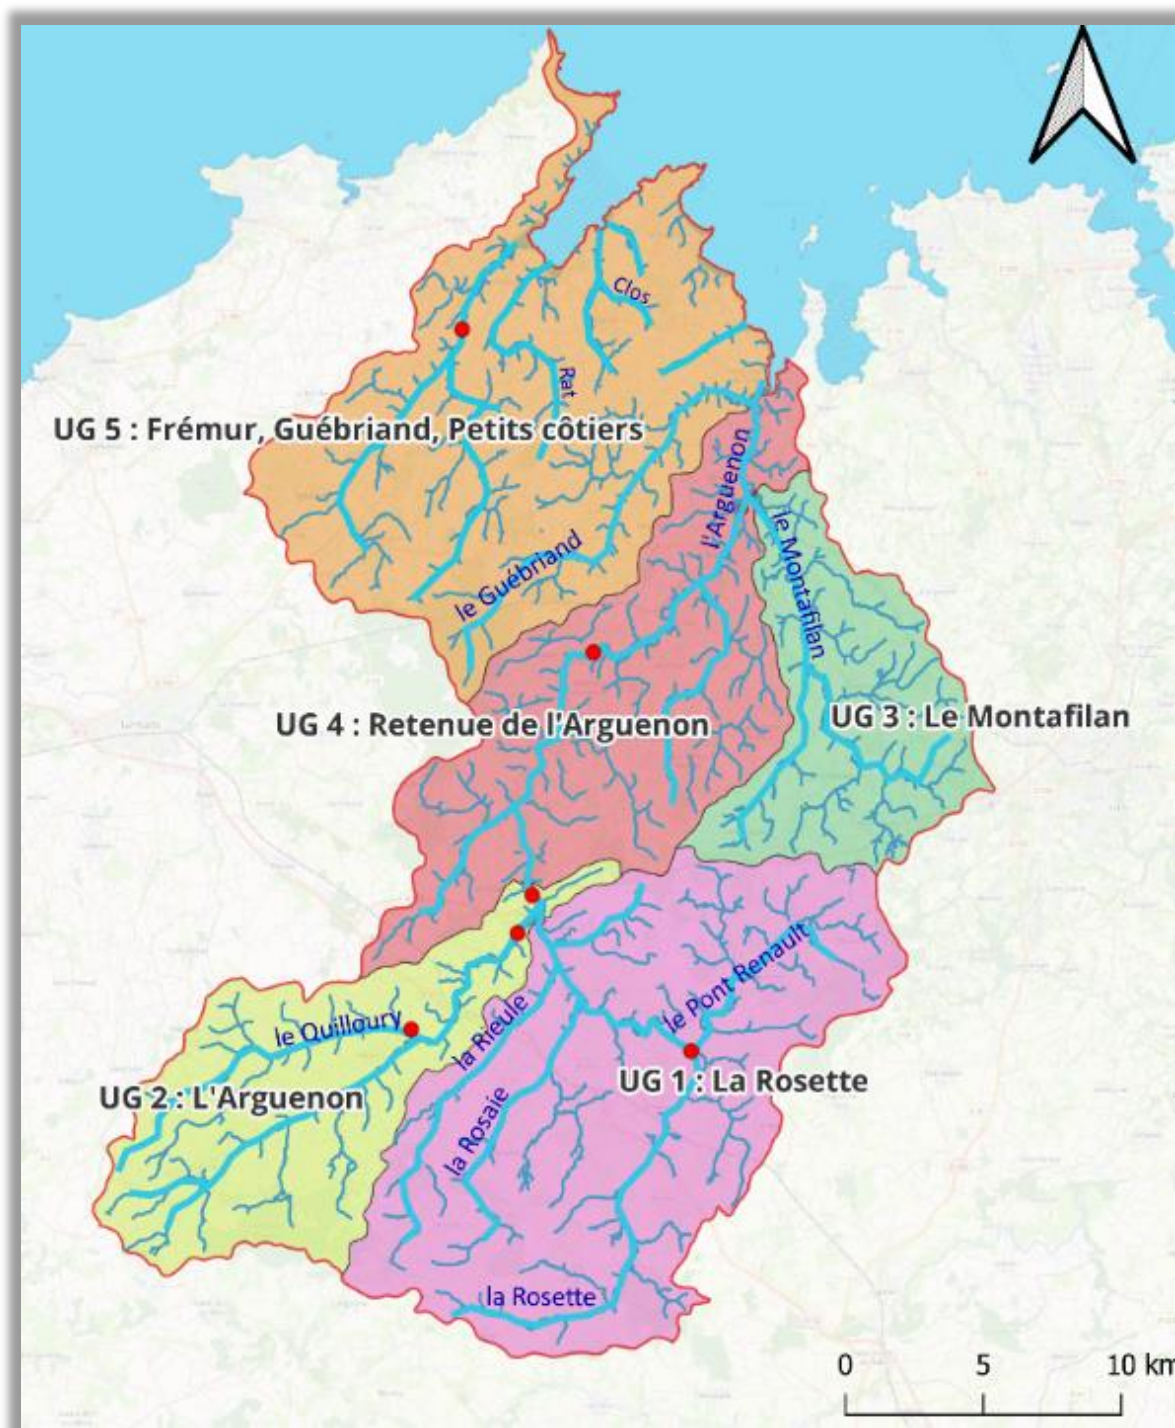 Clos
Rat
UG 5 : Frémur, Guébriand, Petits côtiers
l'Arguenon
le Montafilan
le Guébriand
UG 4 : Retenue de l'Arguenon
UG 3 : Le Montafilan
le Pont Renault
le Quilloury
la Rieule
UG 1 : La Rosette
UG 2 : L'Arguenon
la Rosaie
la Rosette
0 5 10 km